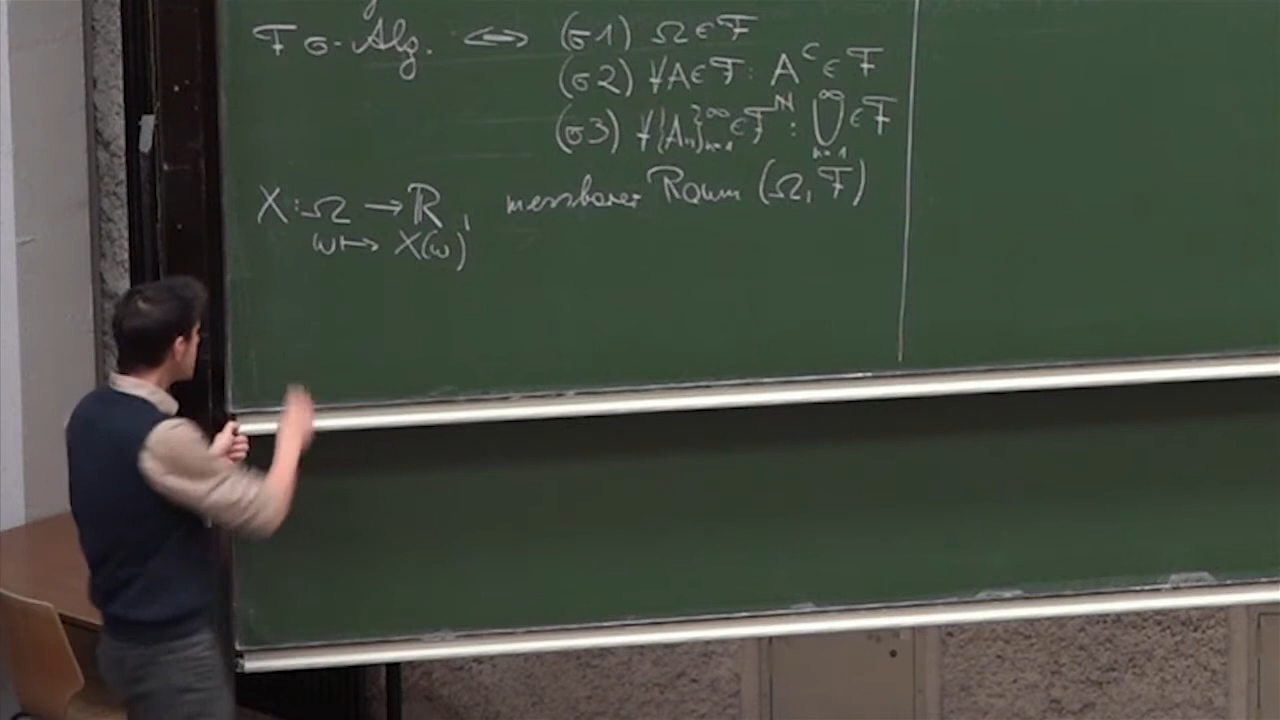 F σ-Alg. ⟺ (σ1) Ω ∈ F
(σ2) ∀A∈F: A^C ∈ F
(σ3) ∀{A_n}_{n=1}^∞ ∈ F^ℕ: ⋃_{n=1}^∞ ∈ F
X: Ω → ℝ, messbarer Raum (Ω, F)
ω ↦ X(ω)